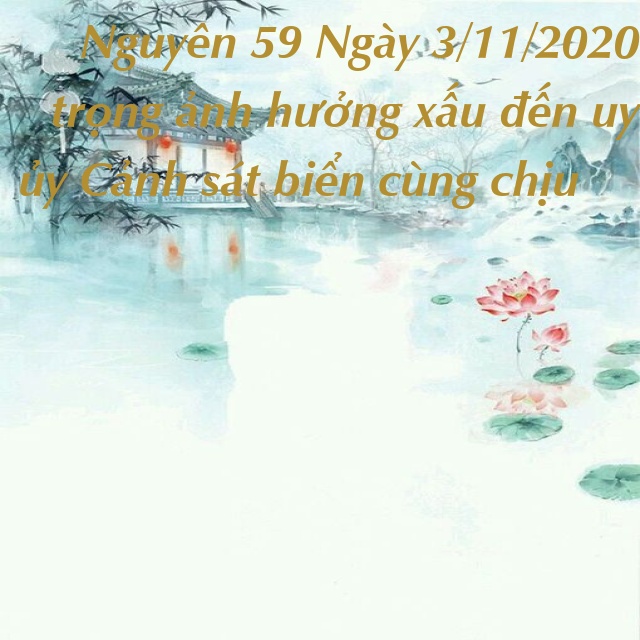 Nguyên 59 Ngày 3/11/2020
trọng ảnh hưởng xấu đến uy
ủy Cảnh sát biển cùng chịu